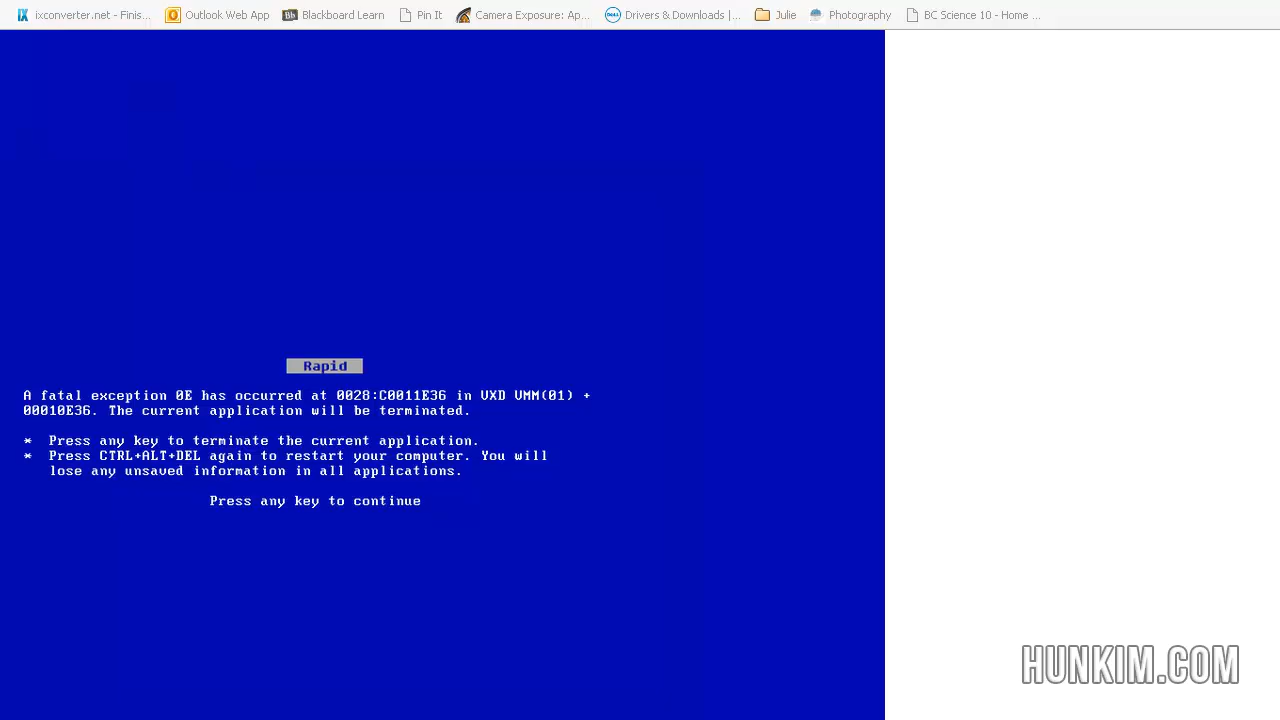 ixconverter.net - Finis... Outlook Web App Blackboard Learn Pin It Camera Exposure: Ap... Drivers & Downloads |... Julie Photography BC Science 10 - Home ...
Rapid
A fatal exception 0E has occurred at 0028:C0011E36 in VXD VMM(01) +
00010E36. The current application will be terminated.
* Press any key to terminate the current application.
* Press CTRL+ALT+DEL again to restart your computer. You will
lose any unsaved information in all applications.
Press any key to continue
HUNKIM.COM